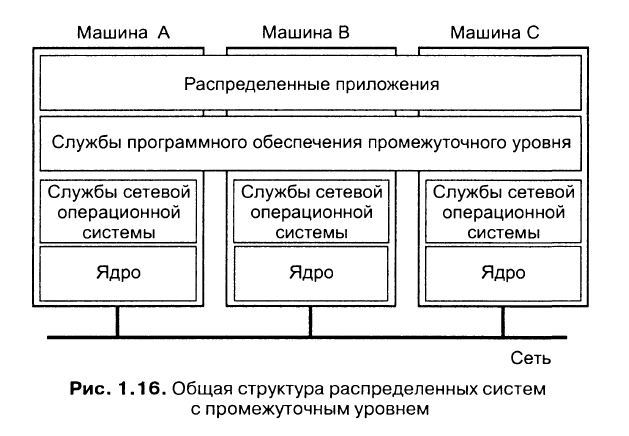 Машина А Машина В Машина С
Распределенные приложения
Службы программного обеспечения промежуточного уровня
Службы сетевой операционной системы
Службы сетевой операционной системы
Службы сетевой операционной системы
Ядро Ядро Ядро
Сеть
Рис. 1.16. Общая структура распределенных систем
с промежуточным уровнем